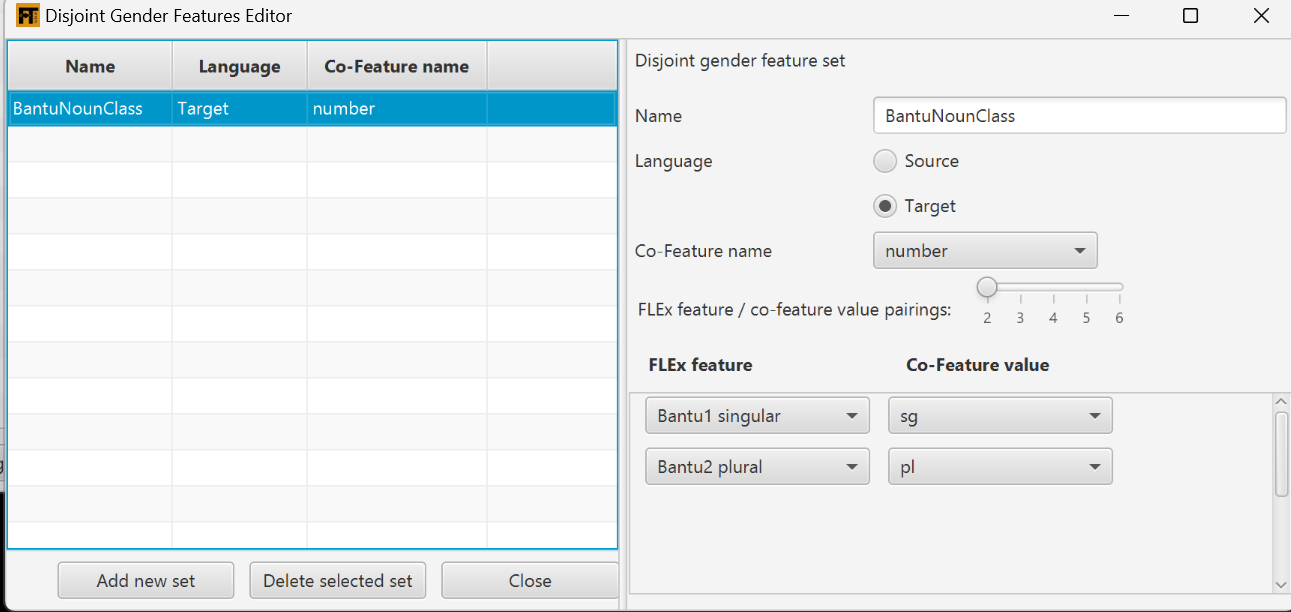 FT Disjoint Gender Features Editor
Name Language Co-Feature name
BantuNounClass Target number
Add new set Delete selected set Close
Disjoint gender feature set
Name BantuNounClass
Language Source
Target
Co-Feature name number
FLEx feature / co-feature value pairings:
2 3 4 5 6
FLEx feature Co-Feature value
Bantu1 singular sg
Bantu2 plural pl